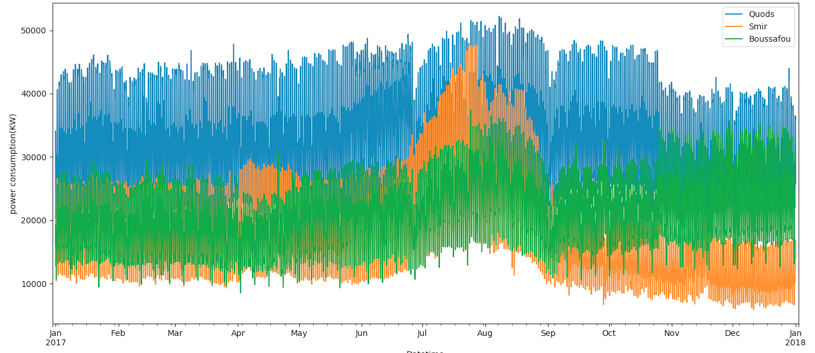 Quods
Smir
Boussafou
50000
40000
30000
20000
10000
power consumption(KW)
Jan Feb Mar Apr May Jun Jul Aug Sep Oct Nov Dec Jan
2017 2018